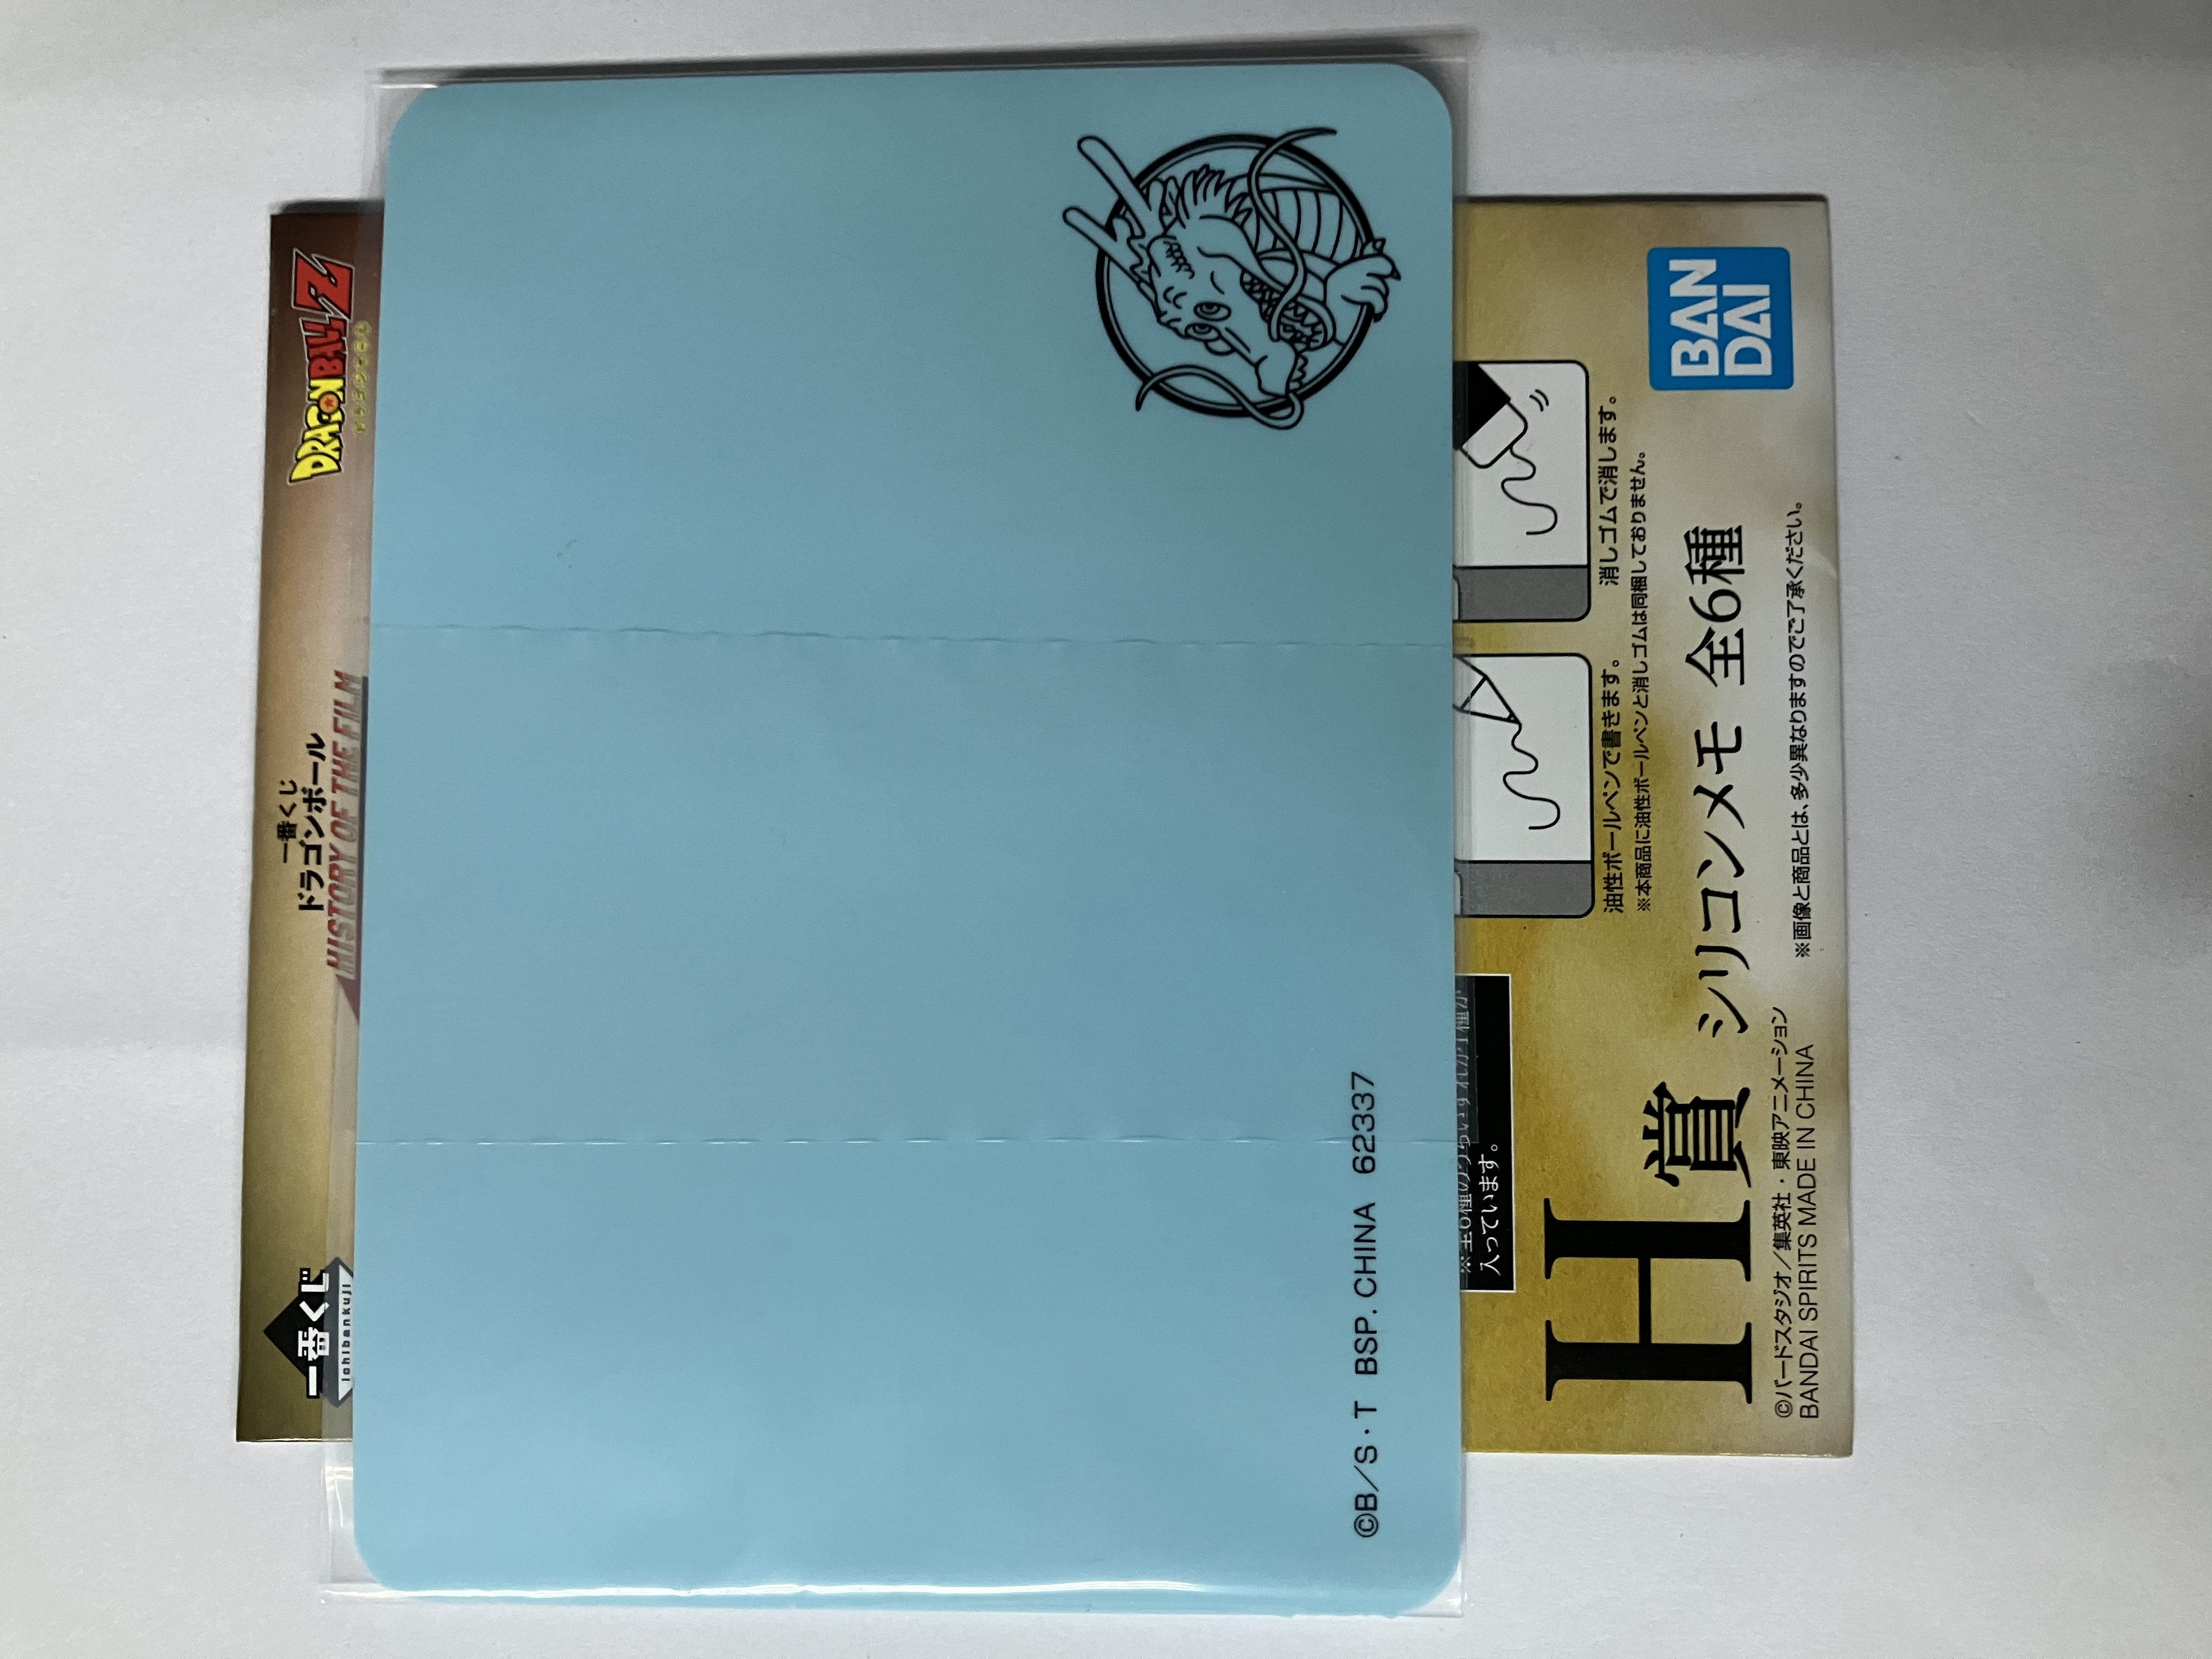 一番くじ
ichibankuji
一番くじ
ドラゴンボール
HISTORY OF THE FILM
DRAGONBALL Z
©B/S・T BSP. CHINA 62337
入っています。
油性ボールペンで書きます。
消しゴムで消します。
※本商品に油性ボールペンと消しゴムは同梱しておりません。
BAN
DAI
H賞 シリコンメモ 全6種
©バードスタジオ／集英社・東映アニメーション
BANDAI SPIRITS MADE IN CHINA
※画像と商品とは、多少異なりますのでご了承ください。